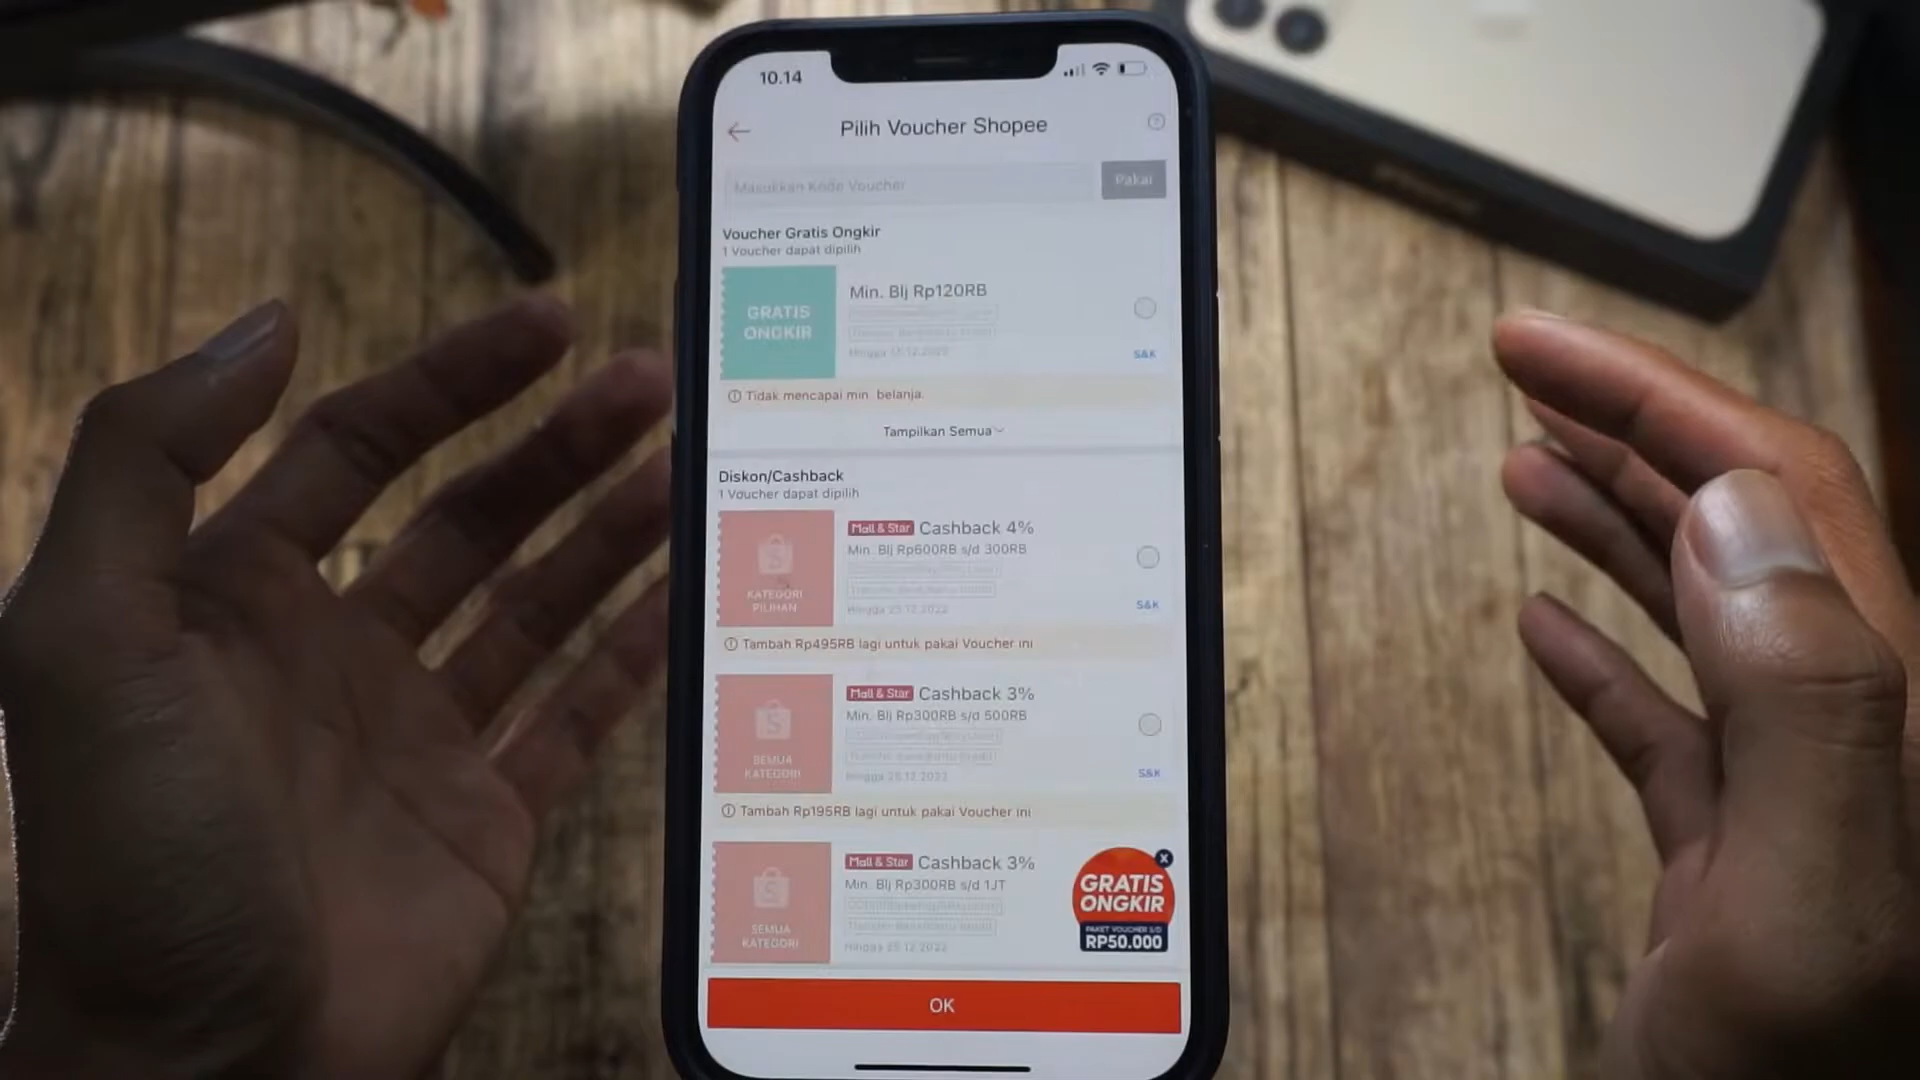 10.14
Pilih Voucher Shopee
Masukkan Kode Voucher
Pakai
Voucher Gratis Ongkir
1 Voucher dapat dipilih
GRATIS
ONGKIR
Min. Blj Rp120RB
Hingga 25.12.2022
S&K
Tidak mencapai min. belanja.
Tampilkan Semua
Diskon/Cashback
1 Voucher dapat dipilih
KATEGORI
PILIHAN
Mall & Star Cashback 4%
Min. Blj Rp600RB s/d 300RB
Hingga 25.12.2022
S&K
Tambah Rp495RB lagi untuk pakai Voucher ini
SEMUA
KATEGORI
Mall & Star Cashback 3%
Min. Blj Rp300RB s/d 500RB
Hingga 25.12.2022
S&K
Tambah Rp195RB lagi untuk pakai Voucher ini
SEMUA
KATEGORI
Mall & Star Cashback 3%
Min. Blj Rp300RB s/d 1JT
Hingga 25.12.2022
X
GRATIS
ONGKIR
PAKET VOUCHER S/D
RP50.000
OK